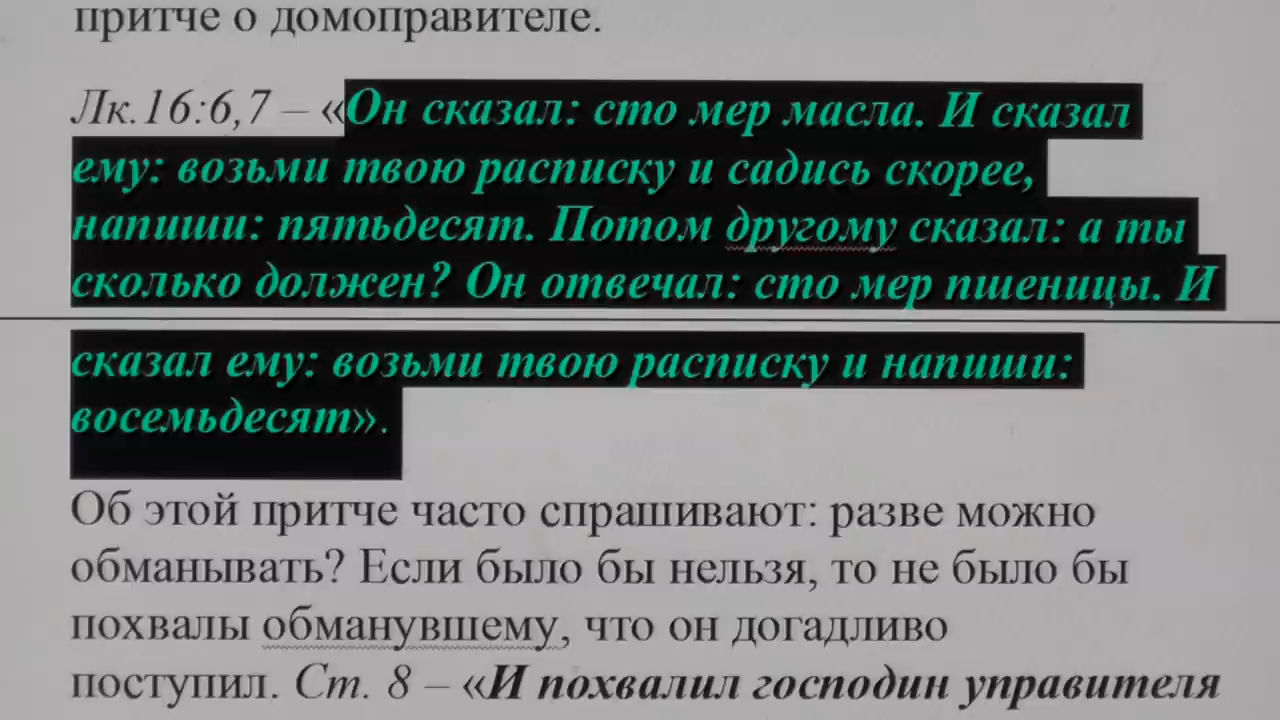 притче о домоправителе.
Лк.16:6,7 – «Он сказал: сто мер масла. И сказал
ему: возьми твою расписку и садись скорее,
напиши: пятьдесят. Потом другому сказал: а ты
сколько должен? Он отвечал: сто мер пшеницы. И
сказал ему: возьми твою расписку и напиши:
восемьдесят».
Об этой притче часто спрашивают: разве можно
обманывать? Если было бы нельзя, то не было бы
похвалы обманувшему, что он догадливо
поступил. Ст. 8 – «И похвалил господин управителя